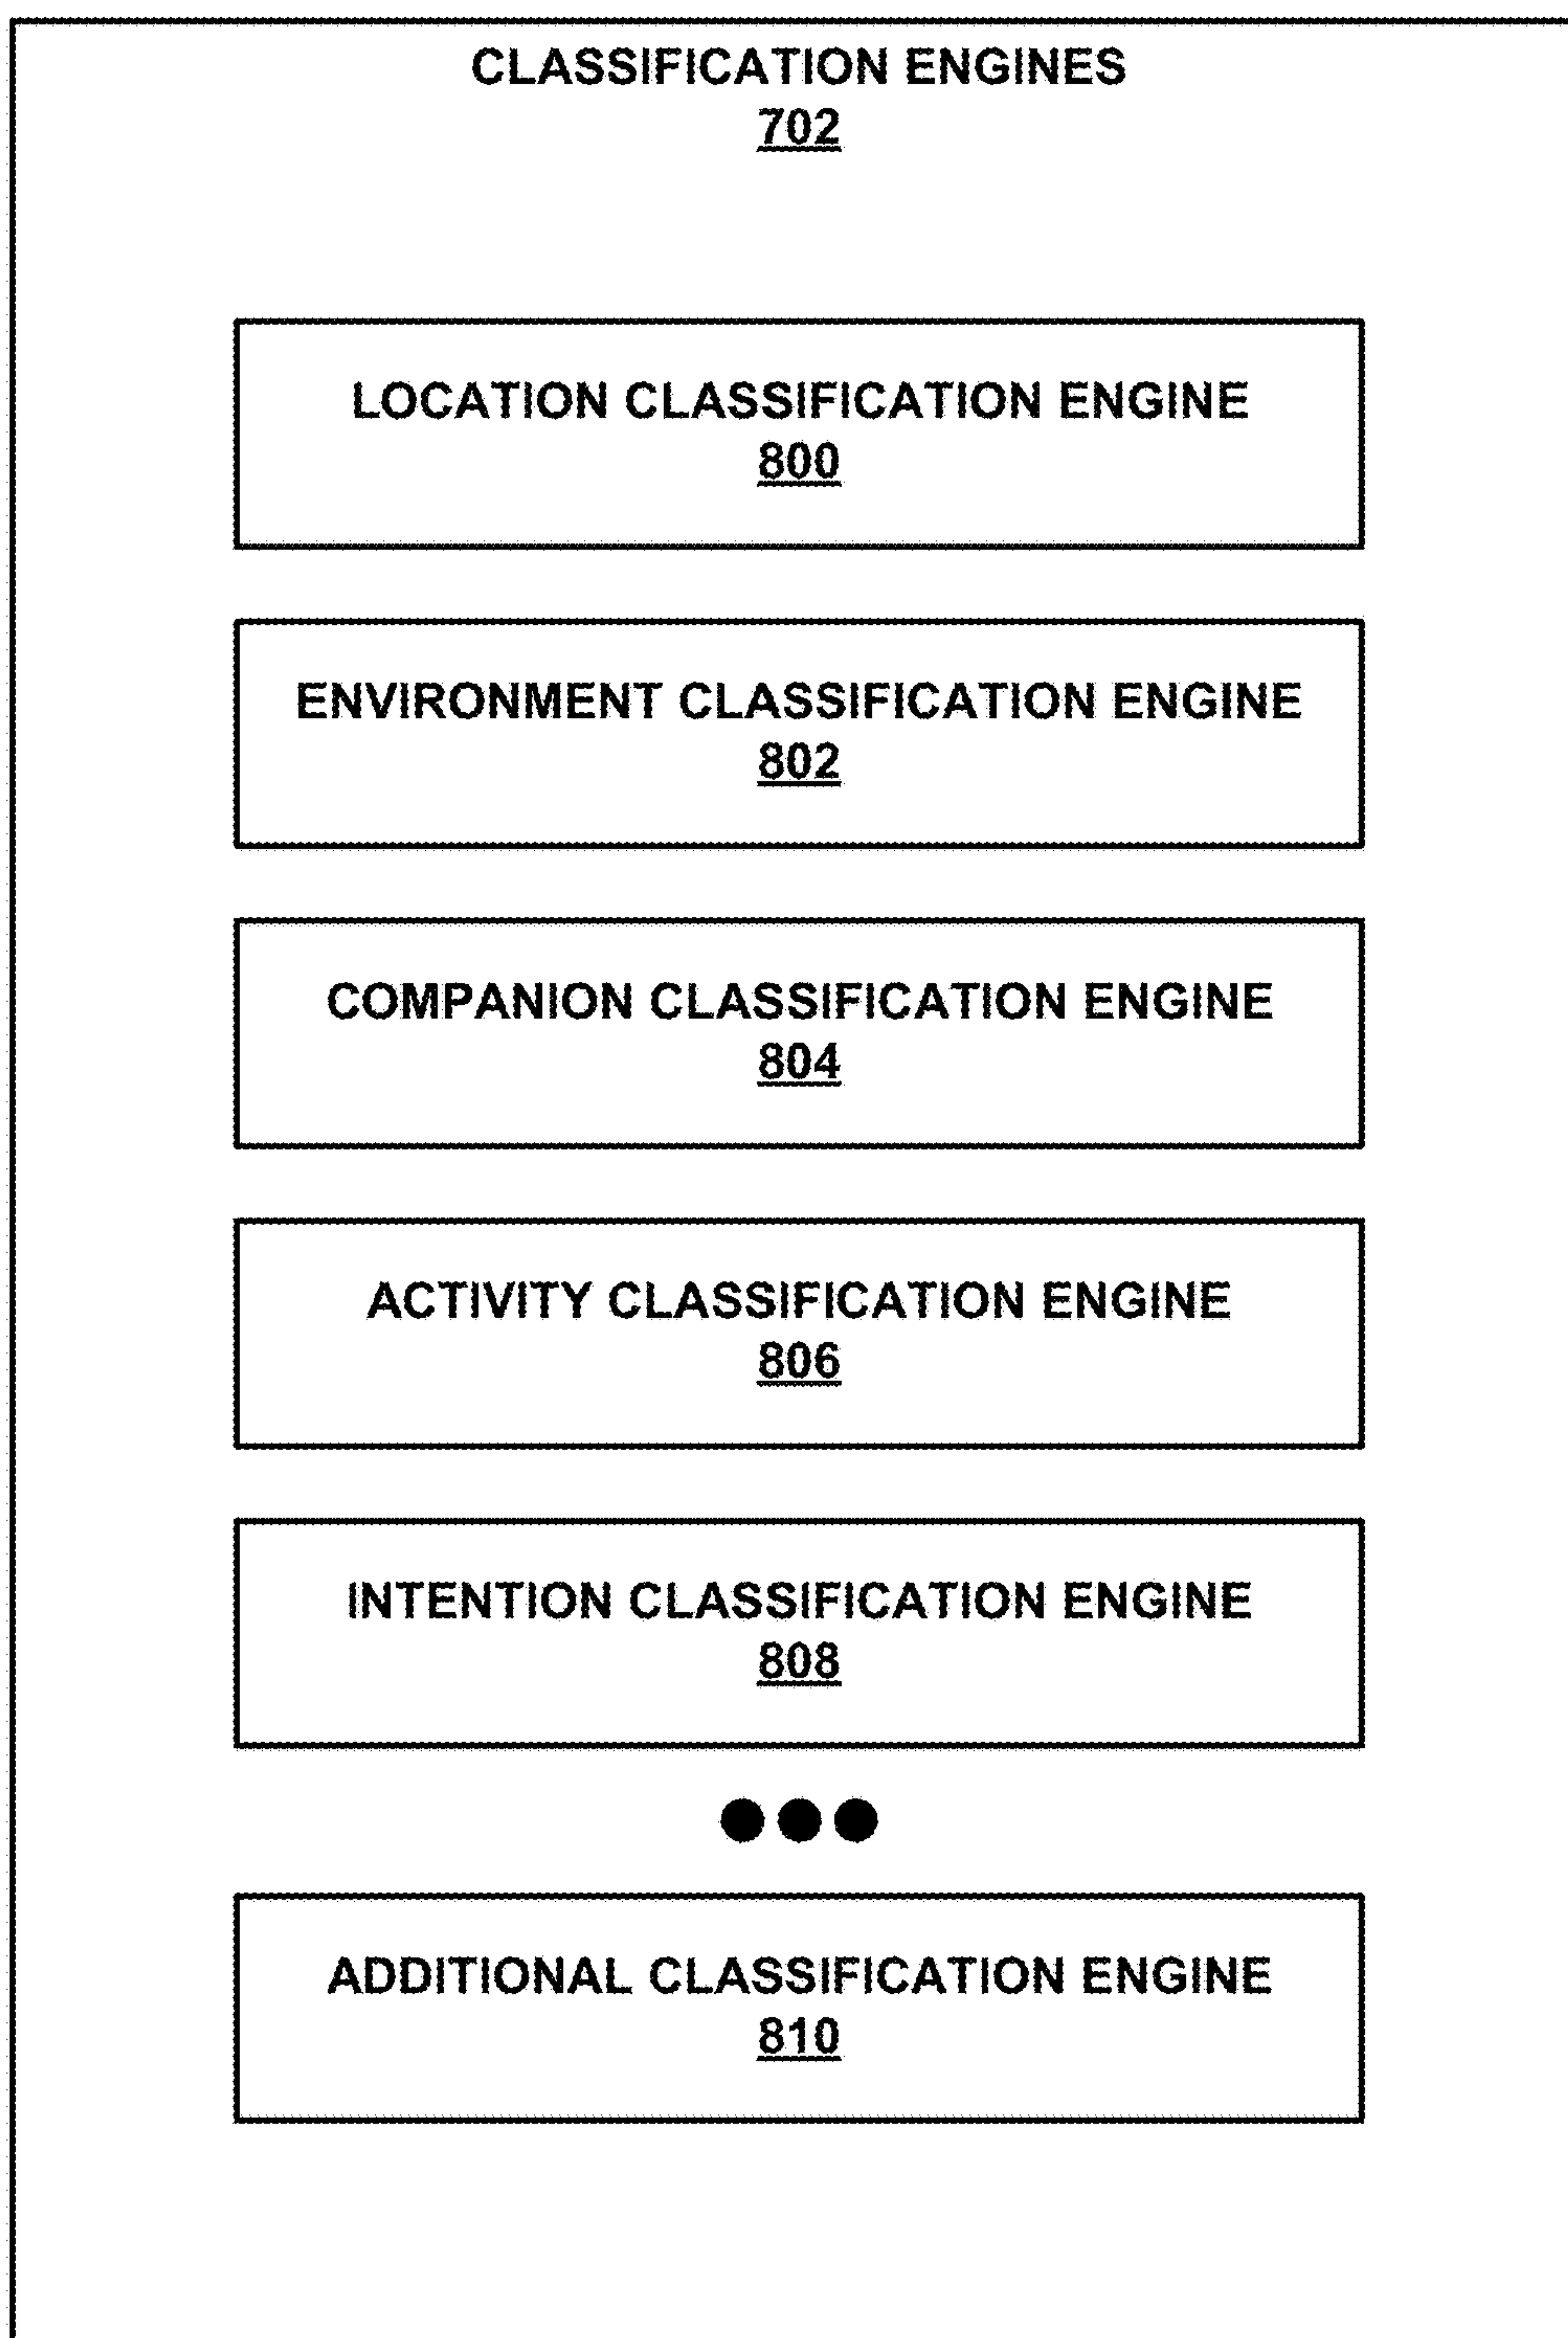 CLASSIFICATION ENGINES
702
LOCATION CLASSIFICATION ENGINE
800
ENVIRONMENT CLASSIFICATION ENGINE
802
COMPANION CLASSIFICATION ENGINE
804
ACTIVITY CLASSIFICATION ENGINE
806
INTENTION CLASSIFICATION ENGINE
808
ADDITIONAL CLASSIFICATION ENGINE
810